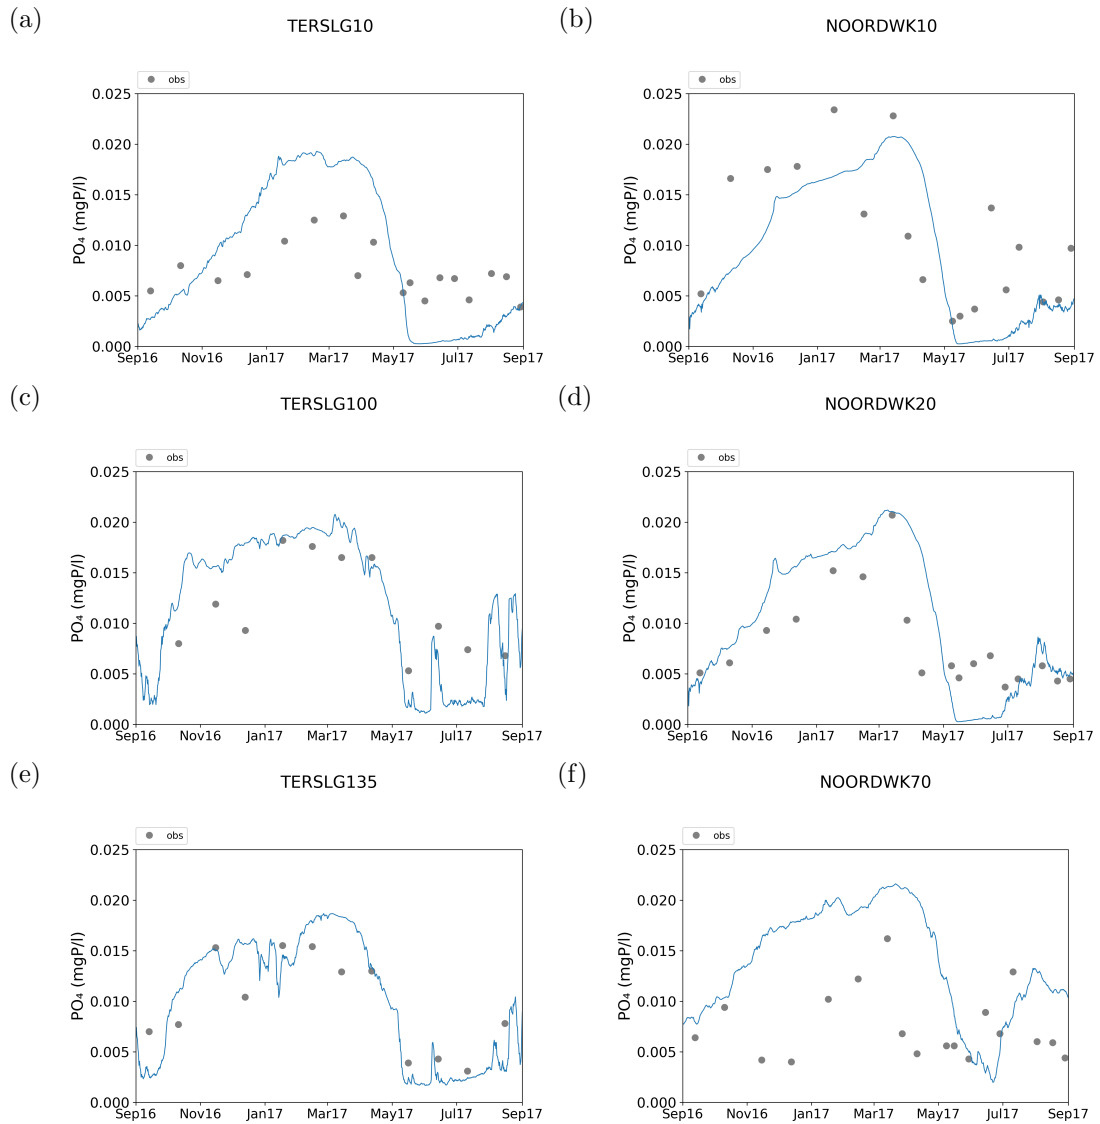 (a)
TERSLG10
obs
0.025
0.020
0.015
0.010
0.005
0.000
PO₄ (mgP/l)
Sep16 Nov16 Jan17 Mar17 May17 Jul17 Sep17
(b)
NOORDWK10
obs
0.025
0.020
0.015
0.010
0.005
0.000
PO₄ (mgP/l)
Sep16 Nov16 Jan17 Mar17 May17 Jul17 Sep17
(c)
TERSLG100
obs
0.025
0.020
0.015
0.010
0.005
0.000
PO₄ (mgP/l)
Sep16 Nov16 Jan17 Mar17 May17 Jul17 Sep17
(d)
NOORDWK20
obs
0.025
0.020
0.015
0.010
0.005
0.000
PO₄ (mgP/l)
Sep16 Nov16 Jan17 Mar17 May17 Jul17 Sep17
(e)
TERSLG135
obs
0.025
0.020
0.015
0.010
0.005
0.000
PO₄ (mgP/l)
Sep16 Nov16 Jan17 Mar17 May17 Jul17 Sep17
(f)
NOORDWK70
obs
0.025
0.020
0.015
0.010
0.005
0.000
PO₄ (mgP/l)
Sep16 Nov16 Jan17 Mar17 May17 Jul17 Sep17